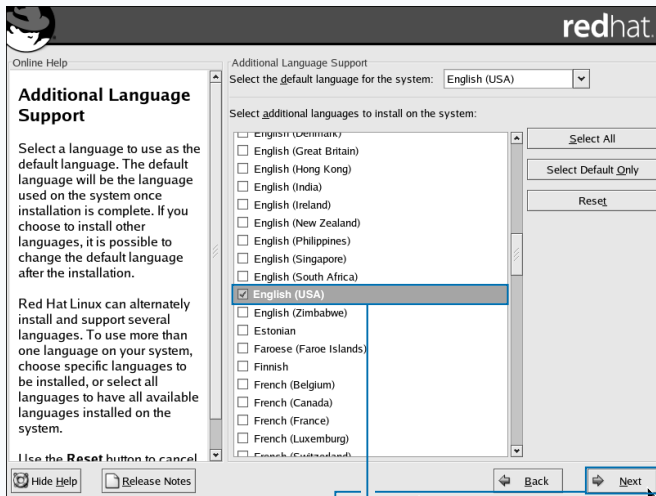 redhat.
Online Help
Additional Language
Support
Select a language to use as the
default language. The default
language will be the language
used on the system once
installation is complete. If you
choose to install other
languages, it is possible to
change the default language
after the installation.
Red Hat Linux can alternately
install and support several
languages. To use more than
one language on your system,
choose specific languages to
be installed, or select all
languages to have all available
languages installed on the
system.
Use the Reset button to cancel
Additional Language Support
Select the default language for the system: English (USA)
Select additional languages to install on the system:
English (Denmark)
English (Great Britain)
English (Hong Kong)
English (India)
English (Ireland)
English (New Zealand)
English (Philippines)
English (Singapore)
English (South Africa)
English (USA)
English (Zimbabwe)
Estonian
Faroese (Faroe Islands)
Finnish
French (Belgium)
French (Canada)
French (France)
French (Luxemburg)
French (Switzerland)
Select All
Select Default Only
Reset
Hide Help
Release Notes
Back
Next